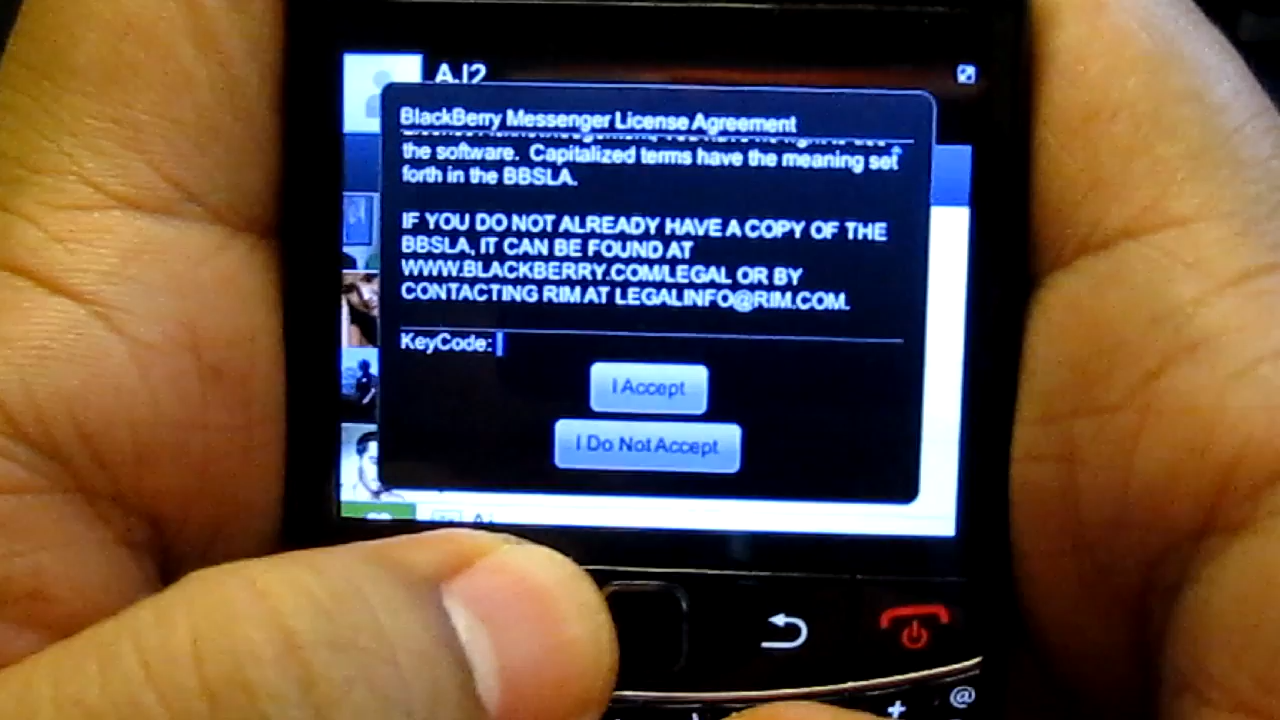 AJ2
BlackBerry Messenger License Agreement
the software. Capitalized terms have the meaning set
forth in the BBSLA.
IF YOU DO NOT ALREADY HAVE A COPY OF THE
BBSLA, IT CAN BE FOUND AT
WWW.BLACKBERRY.COM/LEGAL OR BY
CONTACTING RIM AT LEGALINFO@RIM.COM.
KeyCode:
I Accept
I Do Not Accept
+ @